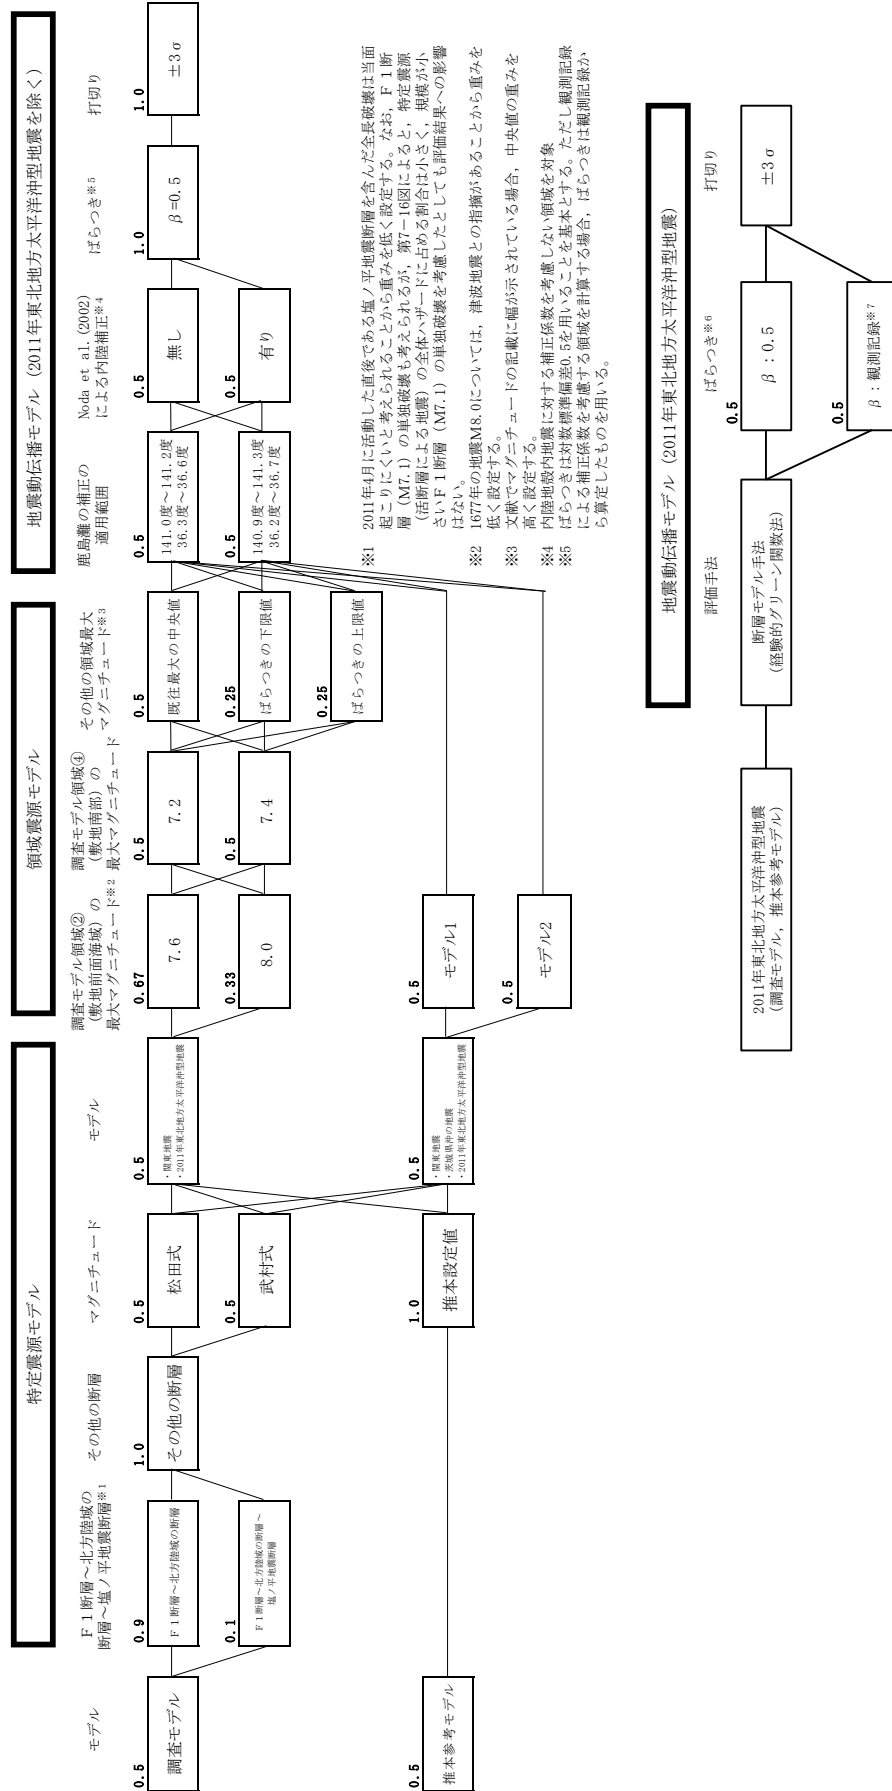 特定震源モデル
領域震源モデル
地震動伝播モデル（2011年東北地方太平洋沖型地震を除く）
モデル
Ｆ１断層～北方陸域の
断層～塩ノ平地震断層※1
その他の断層
マグニチュード
モデル
調査モデル領域②
（敷地前面海域）の
最大マグニチュード※2
調査モデル領域④
（敷地南部）の
最大マグニチュード
その他の領域最大
マグニチュード※3
鹿島灘の補正の
適用範囲
Noda et al.(2002)
による内陸補正※4
ばらつき※5
打切り
0.5
調査モデル
0.9
Ｆ１断層～北方陸域の断層
0.1
Ｆ１断層～北方陸域の断層～
塩ノ平地震断層
1.0
その他の断層
0.5
松田式
0.5
武村式
0.5
・関東地震
・2011年東北地方太平洋沖型地震
0.67
7.6
0.33
8.0
0.5
7.2
0.5
7.4
0.5
既往最大の中央値
0.25
ばらつきの下限値
0.25
ばらつきの上限値
0.5
141.0度～141.2度
36.3度～36.6度
0.5
140.9度～141.3度
36.2度～36.7度
0.5
無し
0.5
有り
1.0
β=0.5
1.0
±3σ
0.5
推本参考モデル
1.0
推本設定値
0.5
・関東地震
・茨城県沖の地震
・2011年東北地方太平洋沖型地震
0.5
モデル1
0.5
モデル2
※1 2011年4月に活動した直後である塩ノ平地震断層を含んだ全長破壊は当面
起こりにくいと考えられることから重みを低く設定する。なお，Ｆ１断
層（M7.1）の単独破壊も考えられるが，第7－16図によると，特定震源
（活断層による地震）の全体ハザードに占める割合は小さく，規模が小
さいＦ１断層（M7.1）の単独破壊を考慮したとしても評価結果への影響
はない。
※2 1677年の地震M8.0については，津波地震との指摘があることから重みを
低く設定する。
※3 文献でマグニチュードの記載に幅が示されている場合，中央値の重みを
高く設定する。
※4 内陸地殻内地震に対する補正係数を考慮しない領域を対象
※5 ばらつきは対数標準偏差0.5を用いることを基本とする。ただし観測記録
による補正係数を考慮する領域を計算する場合，ばらつきは観測記録か
ら算定したものを用いる。
地震動伝播モデル（2011年東北地方太平洋沖型地震）
評価手法
ばらつき※6
打切り
2011年東北地方太平洋沖型地震
（調査モデル，推本参考モデル）
断層モデル手法
（経験的グリーン関数法）
0.5
β：0.5
±3σ
0.5
β：観測記録※7